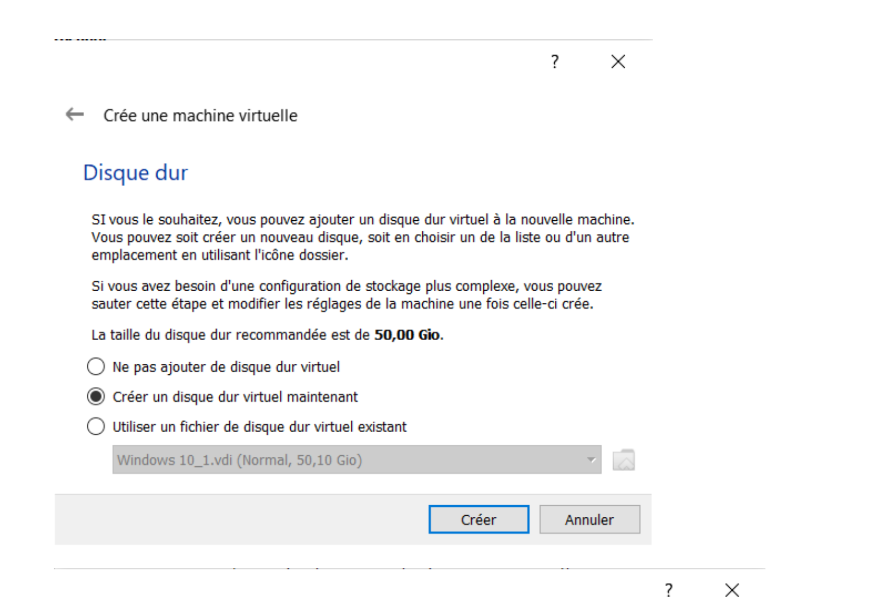 ?
← Crée une machine virtuelle
Disque dur
SI vous le souhaitez, vous pouvez ajouter un disque dur virtuel à la nouvelle machine.
Vous pouvez soit créer un nouveau disque, soit en choisir un de la liste ou d'un autre
emplacement en utilisant l'icône dossier.
Si vous avez besoin d'une configuration de stockage plus complexe, vous pouvez
sauter cette étape et modifier les réglages de la machine une fois celle-ci crée.
La taille du disque dur recommandée est de 50,00 Gio.
Ne pas ajouter de disque dur virtuel
Créer un disque dur virtuel maintenant
Utiliser un fichier de disque dur virtuel existant
Windows 10_1.vdi (Normal, 50,10 Gio)
Créer Annuler
?